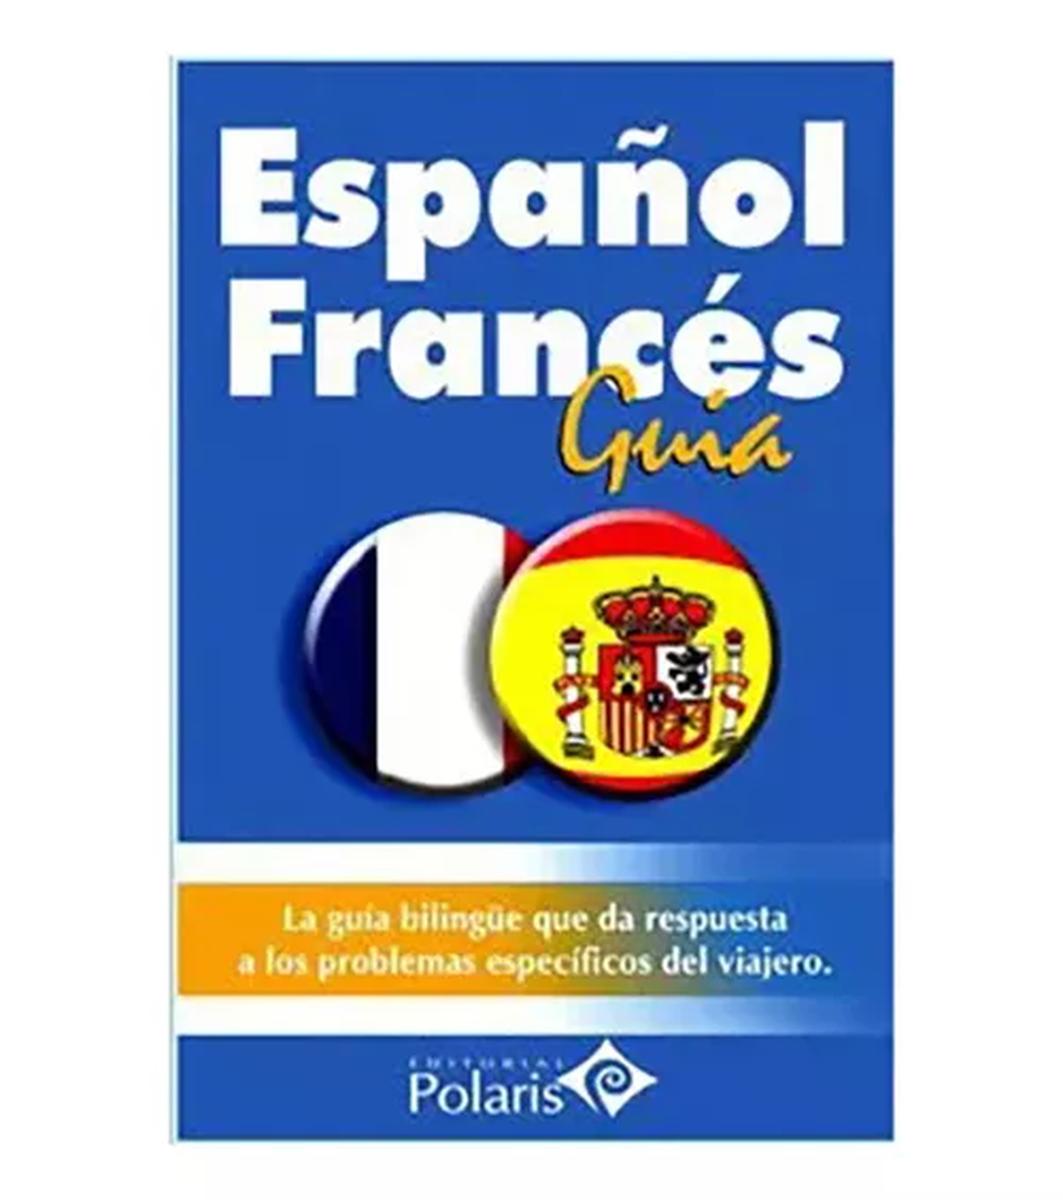 Español
Francés
Guía
La guía bilingüe que da respuesta
a los problemas específicos del viajero.
EDITORIAL
Polaris